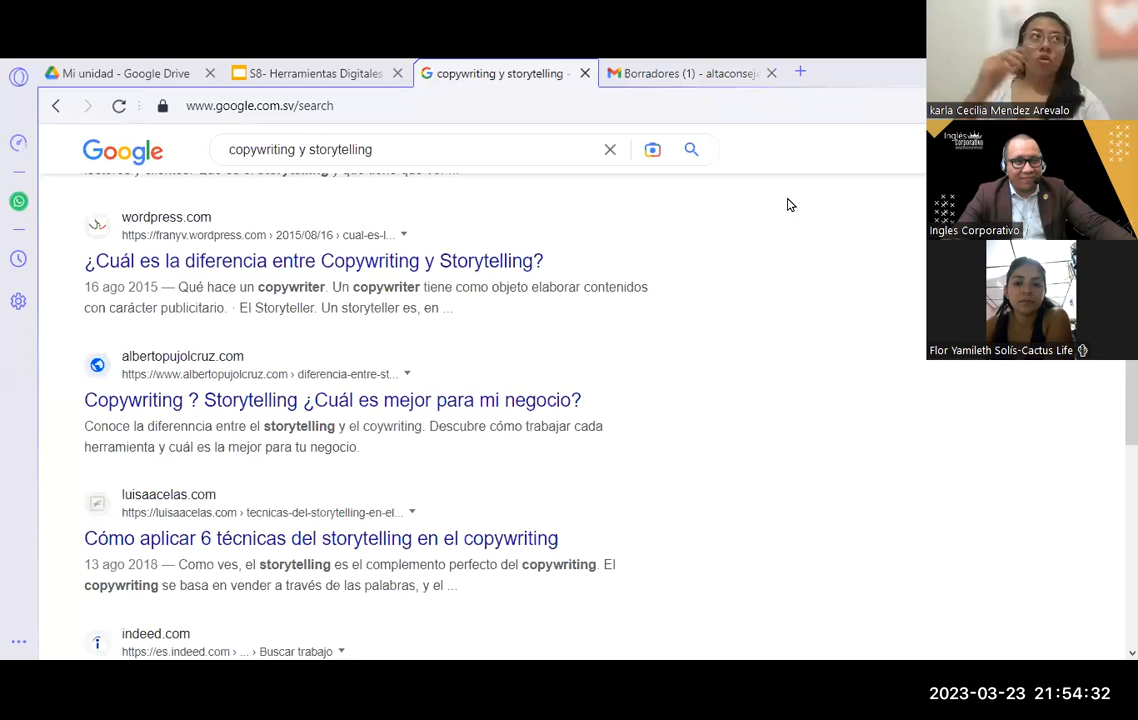 Mi unidad - Google Drive
S8- Herramientas Digitales
copywriting y storytelling -
Borradores (1) - altaconseje
www.google.com.sv/search
Google
copywriting y storytelling
wordpress.com
https://franyv.wordpress.com › 2015/08/16 › cual-es-l...
¿Cuál es la diferencia entre Copywriting y Storytelling?
16 ago 2015 — Qué hace un copywriter. Un copywriter tiene como objeto elaborar contenidos
con carácter publicitario. · El Storyteller. Un storyteller es, en ...
albertopujolcruz.com
https://www.albertopujolcruz.com › diferencia-entre-st...
Copywriting ? Storytelling ¿Cuál es mejor para mi negocio?
Conoce la diferenncia entre el storytelling y el coywriting. Descubre cómo trabajar cada
herramienta y cuál es la mejor para tu negocio.
luisaacelas.com
https://luisaacelas.com › tecnicas-del-storytelling-en-el...
Cómo aplicar 6 técnicas del storytelling en el copywriting
13 ago 2018 — Como ves, el storytelling es el complemento perfecto del copywriting. El
copywriting se basa en vender a través de las palabras, y el ...
indeed.com
https://es.indeed.com › ... › Buscar trabajo
karla Cecilia Mendez Arevalo
Inglés
Corporativo
Ingles Corporativo
Flor Yamileth Solís-Cactus Life
2023-03-23 21:54:32